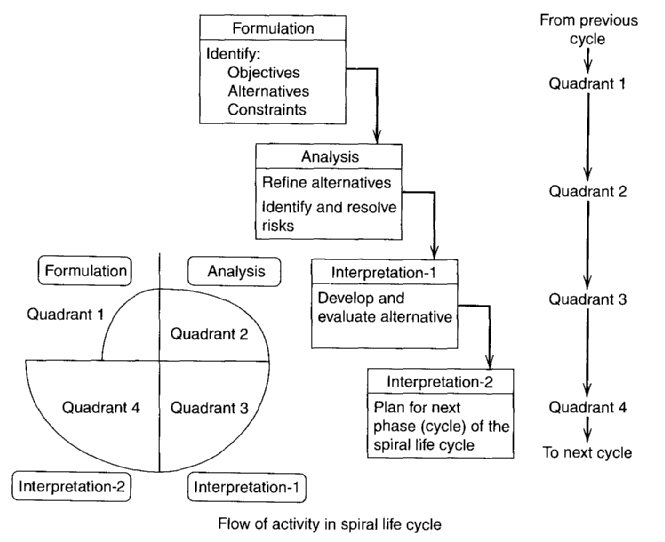 Formulation
Identify:
Objectives
Alternatives
Constraints
Analysis
Refine alternatives
Identify and resolve
risks
Interpretation-1
Develop and
evaluate alternative
Interpretation-2
Plan for next
phase (cycle) of the
spiral life cycle
From previous
cycle
Quadrant 1
Quadrant 2
Quadrant 3
Quadrant 4
To next cycle
Formulation
Analysis
Quadrant 1
Quadrant 2
Quadrant 4
Quadrant 3
Interpretation-2
Interpretation-1
Flow of activity in spiral life cycle